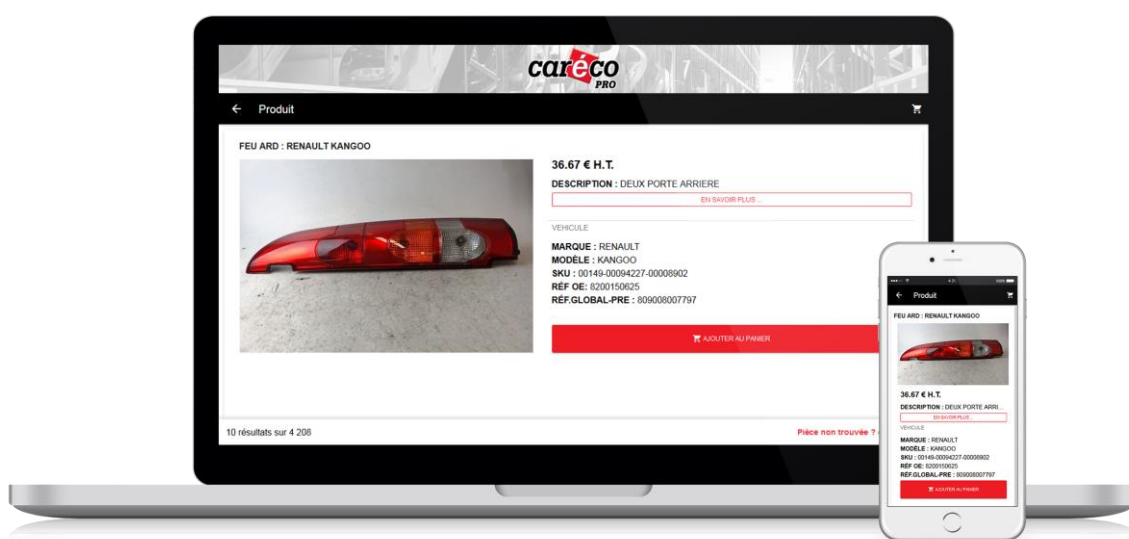 caréco
PRO
← Produit
FEU ARD : RENAULT KANGOO
36.67 € H.T.
DESCRIPTION : DEUX PORTE ARRIERE
EN SAVOIR PLUS ...
VEHICULE
MARQUE : RENAULT
MODÈLE : KANGOO
SKU : 00149-00094227-00008902
RÉF OE: 8200150625
RÉF.GLOBAL-PRE : 809008007797
AJOUTER AU PANIER
10 résultats sur 4 208
Pièce non trouvée ?
← Produit
FEU ARD : RENAULT KANGOO
36.67 € H.T.
DESCRIPTION : DEUX PORTE ARRI...
EN SAVOIR PLUS ...
VEHICULE
MARQUE : RENAULT
MODÈLE : KANGOO
SKU : 00149-00094227-00008902
RÉF OE: 8200150625
RÉF.GLOBAL-PRE : 809008007797
AJOUTER AU PANIER